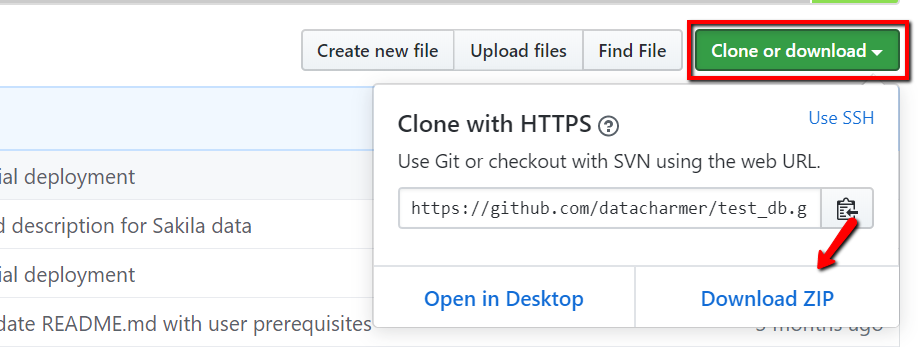 Create new file Upload files Find File Clone or download
Clone with HTTPS Use SSH
Use Git or checkout with SVN using the web URL.
https://github.com/datacharmer/test_db.g
Open in Desktop Download ZIP
ial deployment
d description for Sakila data
ial deployment
date README.md with user prerequisites
months ago